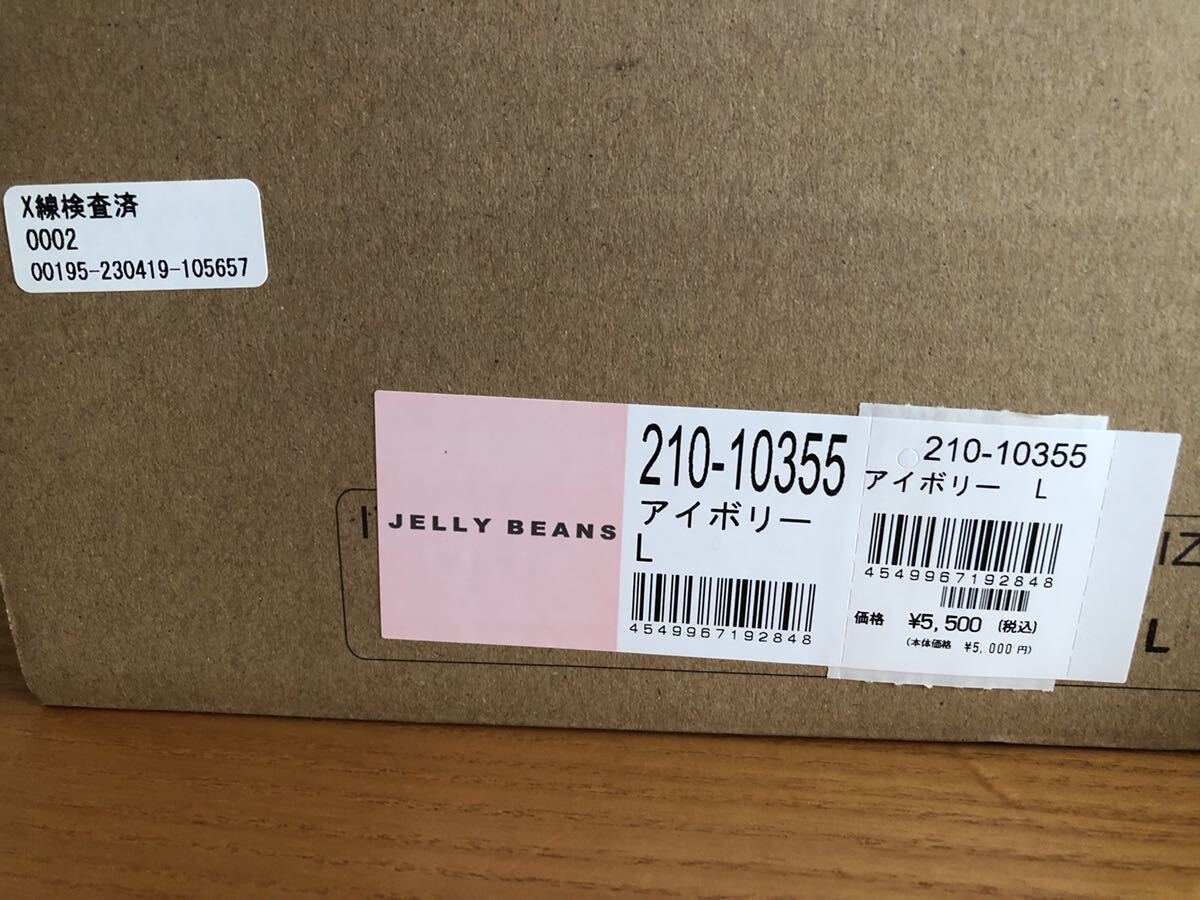 X線検査済
0002
00195-230419-105657
JELLY BEANS
210-10355
アイボリー
L
4549967192848
210-10355
アイボリー L
4549967192848
価格 ¥5,500 (税込)
(本体価格 ¥5,000円)
IZ
L